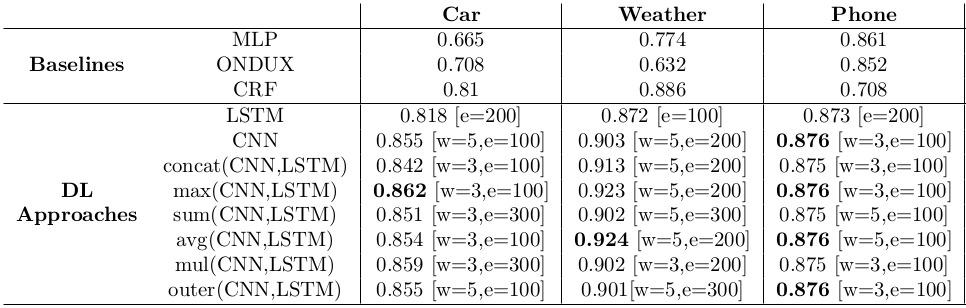 Car Weather Phone
MLP 0.665 0.774 0.861
Baselines ONDUX 0.708 0.632 0.852
CRF 0.81 0.886 0.708
LSTM 0.818 [e=200] 0.872 [e=100] 0.873 [e=200]
CNN 0.855 [w=5,e=100] 0.903 [w=5,e=200] 0.876 [w=3,e=100]
concat(CNN,LSTM) 0.842 [w=3,e=100] 0.913 [w=5,e=200] 0.875 [w=3,e=100]
DL max(CNN,LSTM) 0.862 [w=3,e=100] 0.923 [w=5,e=200] 0.876 [w=3,e=100]
Approaches sum(CNN,LSTM) 0.851 [w=3,e=300] 0.902 [w=5,e=300] 0.875 [w=5,e=100]
avg(CNN,LSTM) 0.854 [w=3,e=100] 0.924 [w=5,e=200] 0.876 [w=5,e=100]
mul(CNN,LSTM) 0.859 [w=3,e=300] 0.902 [w=3,e=200] 0.875 [w=3,e=100]
outer(CNN,LSTM) 0.855 [w=5,e=100] 0.901[w=5,e=300] 0.876 [w=3,e=100]